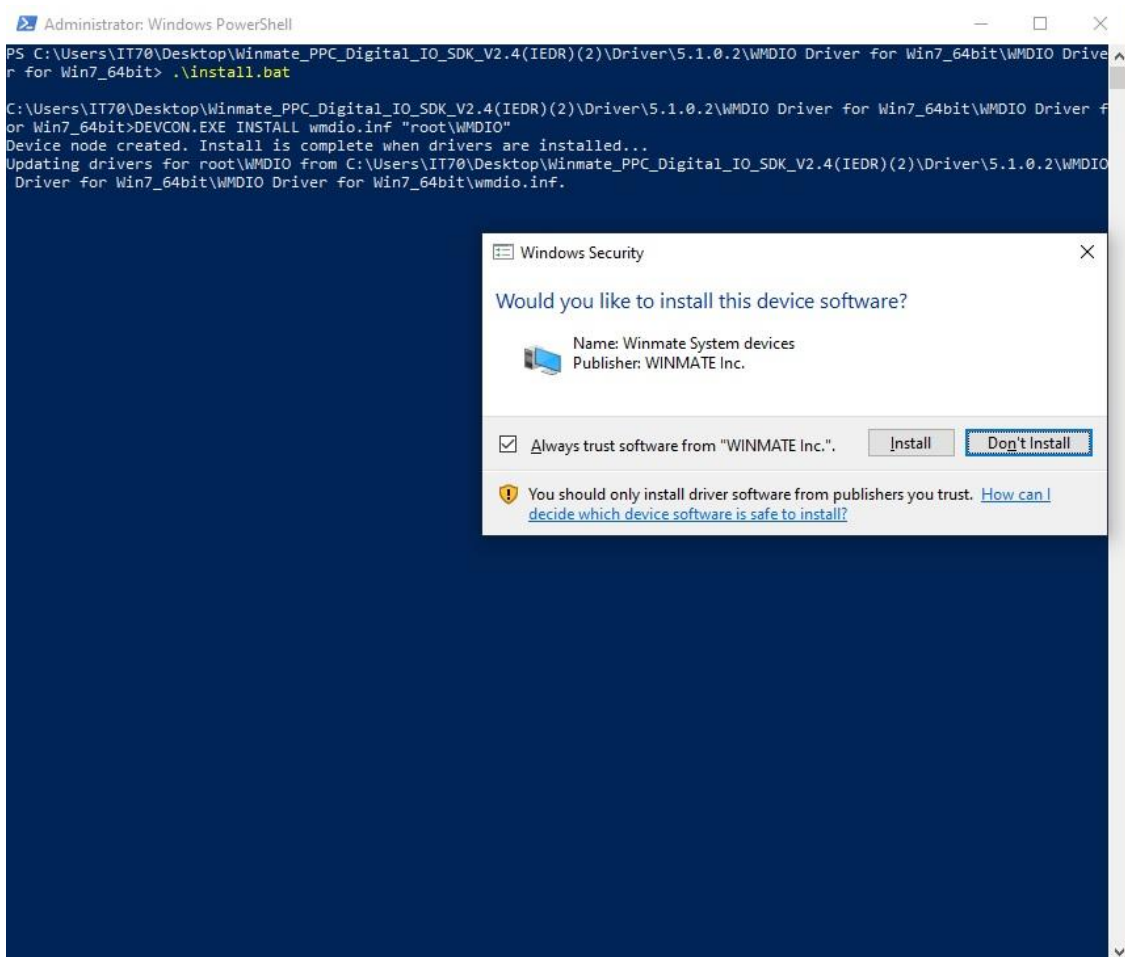 Administrator: Windows PowerShell
PS C:\Users\IT70\Desktop\Winmate_PPC_Digital_IO_SDK_V2.4(IEDR)(2)\Driver\5.1.0.2\WMDIO Driver for Win7_64bit\WMDIO Drive
r for Win7_64bit> .\install.bat
C:\Users\IT70\Desktop\Winmate_PPC_Digital_IO_SDK_V2.4(IEDR)(2)\Driver\5.1.0.2\WMDIO Driver for Win7_64bit\WMDIO Driver f
or Win7_64bit>DEVCON.EXE INSTALL wmdio.inf "root\WMDIO"
Device node created. Install is complete when drivers are installed...
Updating drivers for root\WMDIO from C:\Users\IT70\Desktop\Winmate_PPC_Digital_IO_SDK_V2.4(IEDR)(2)\Driver\5.1.0.2\WMDIO
Driver for Win7_64bit\WMDIO Driver for Win7_64bit\wmdio.inf.
Windows Security
Would you like to install this device software?
Name: Winmate System devices
Publisher: WINMATE Inc.
Always trust software from "WINMATE Inc.".
Install
Don't Install
You should only install driver software from publishers you trust. How can I
decide which device software is safe to install?